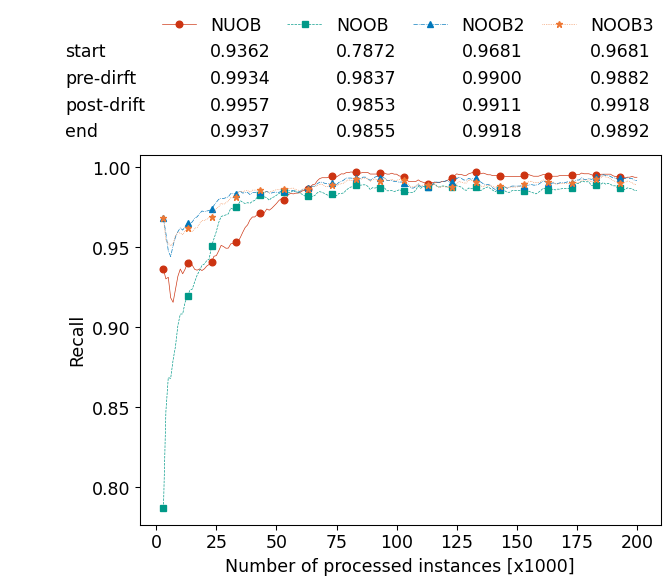 NUOB NOOB NOOB2 NOOB3
start 0.9362 0.7872 0.9681 0.9681
pre-dirft 0.9934 0.9837 0.9900 0.9882
post-drift 0.9957 0.9853 0.9911 0.9918
end 0.9937 0.9855 0.9918 0.9892
1.00
0.95
0.90
0.85
0.80
Recall
0 25 50 75 100 125 150 175 200
Number of processed instances [x1000]